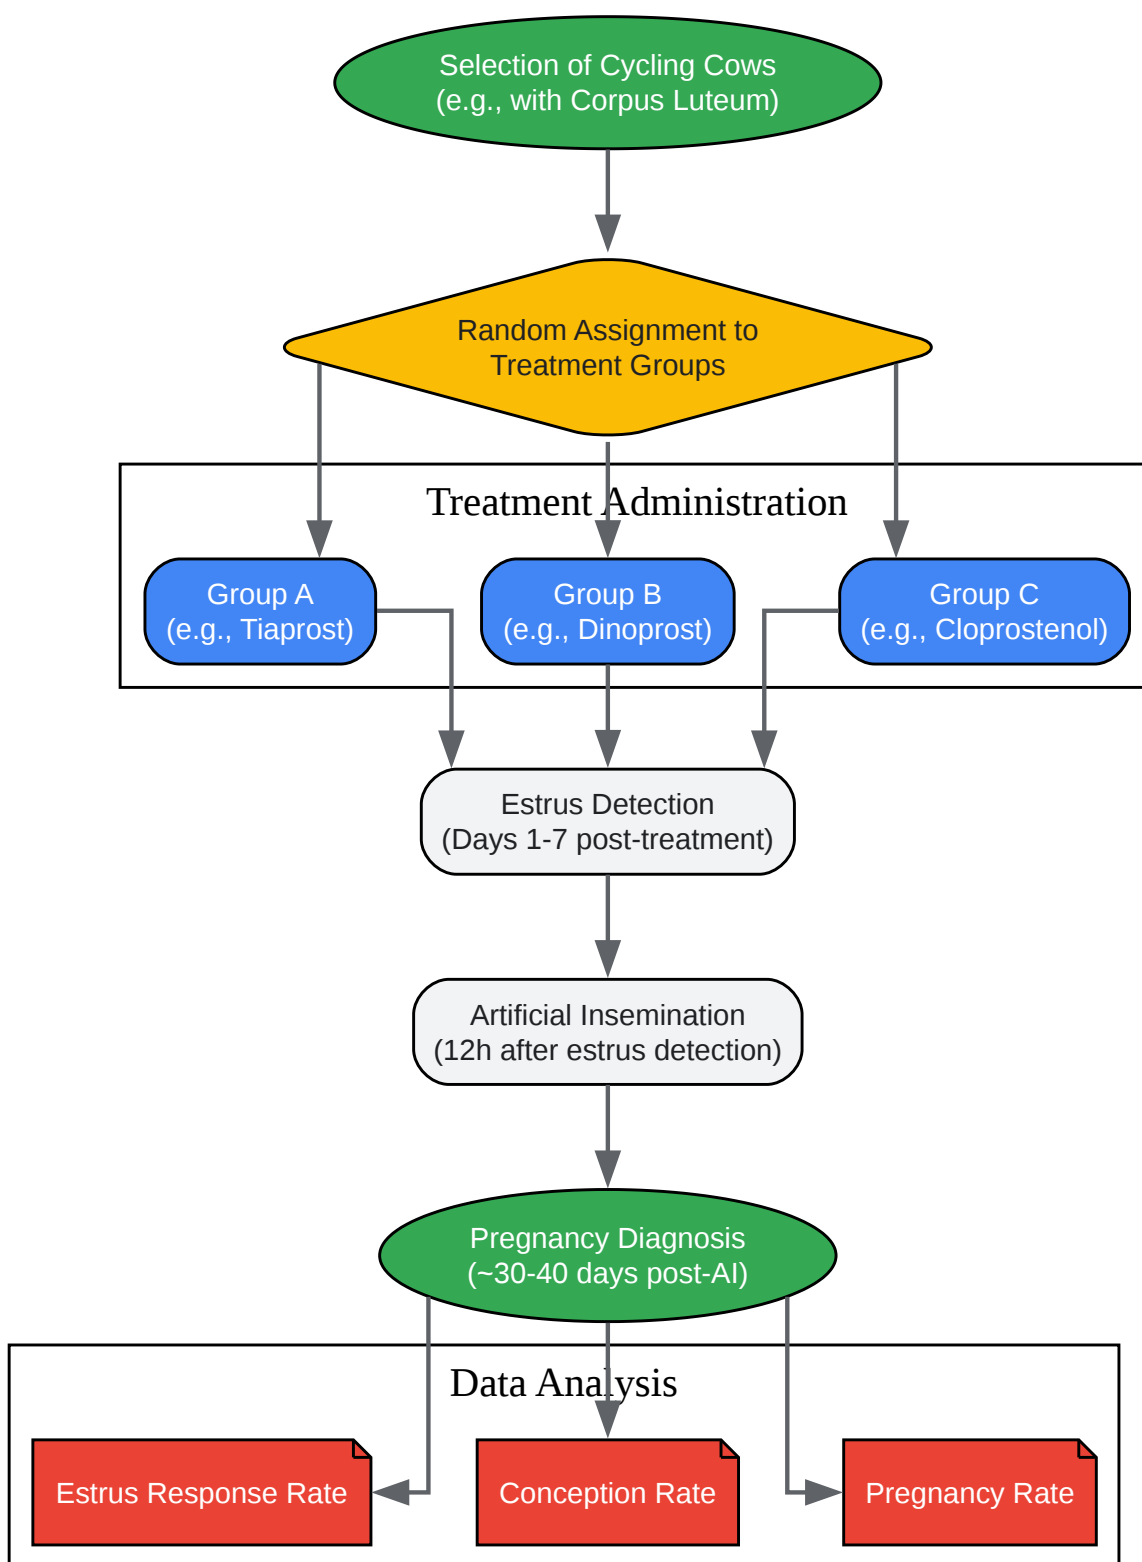 Selection of Cycling Cows
(e.g., with Corpus Luteum)
Random Assignment to
Treatment Groups
Treatment Administration
Group A
(e.g., Tiaprost)
Group B
(e.g., Dinoprost)
Group C
(e.g., Cloprostenol)
Estrus Detection
(Days 1-7 post-treatment)
Artificial Insemination
(12h after estrus detection)
Pregnancy Diagnosis
(~30-40 days post-AI)
Data Analysis
Estrus Response Rate
Conception Rate
Pregnancy Rate